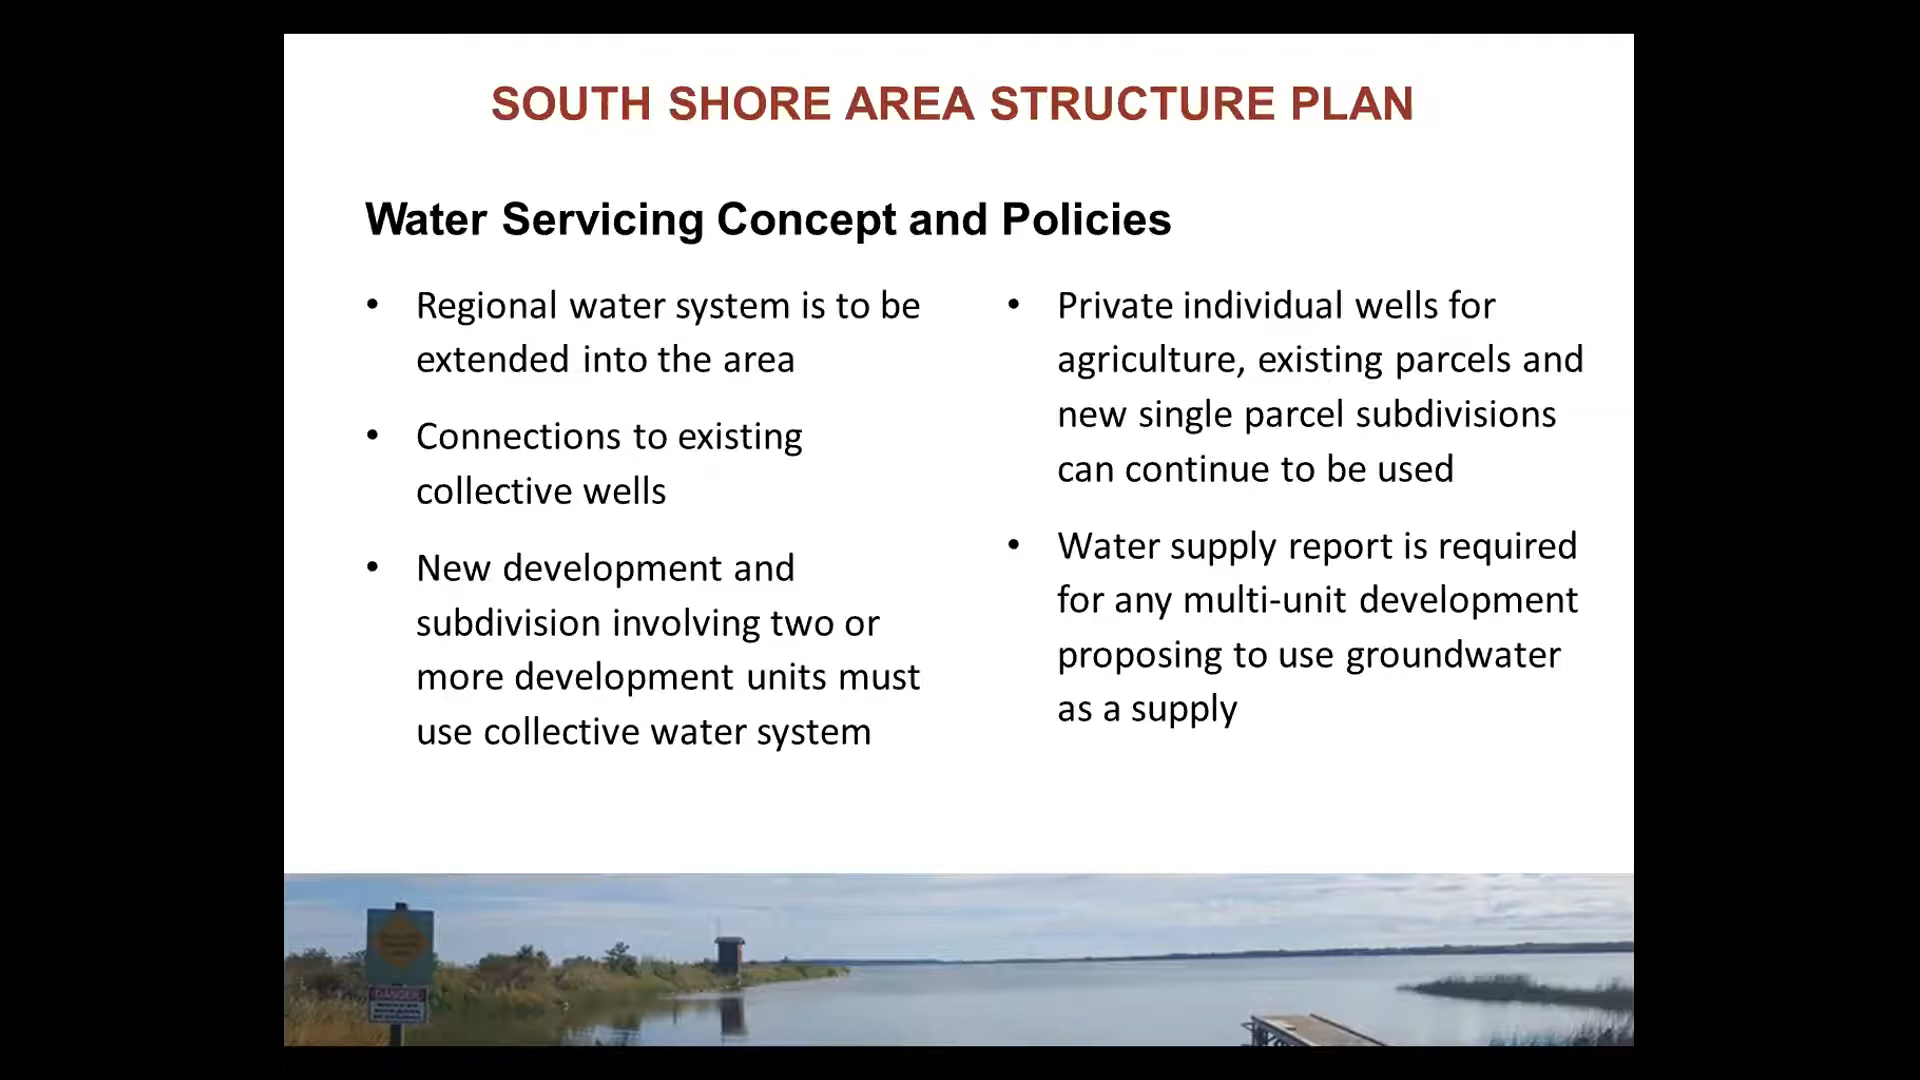 SOUTH SHORE AREA STRUCTURE PLAN
Water Servicing Concept and Policies
• Regional water system is to be
extended into the area
• Connections to existing
collective wells
• New development and
subdivision involving two or
more development units must
use collective water system
• Private individual wells for
agriculture, existing parcels and
new single parcel subdivisions
can continue to be used
• Water supply report is required
for any multi-unit development
proposing to use groundwater
as a supply
DANGER